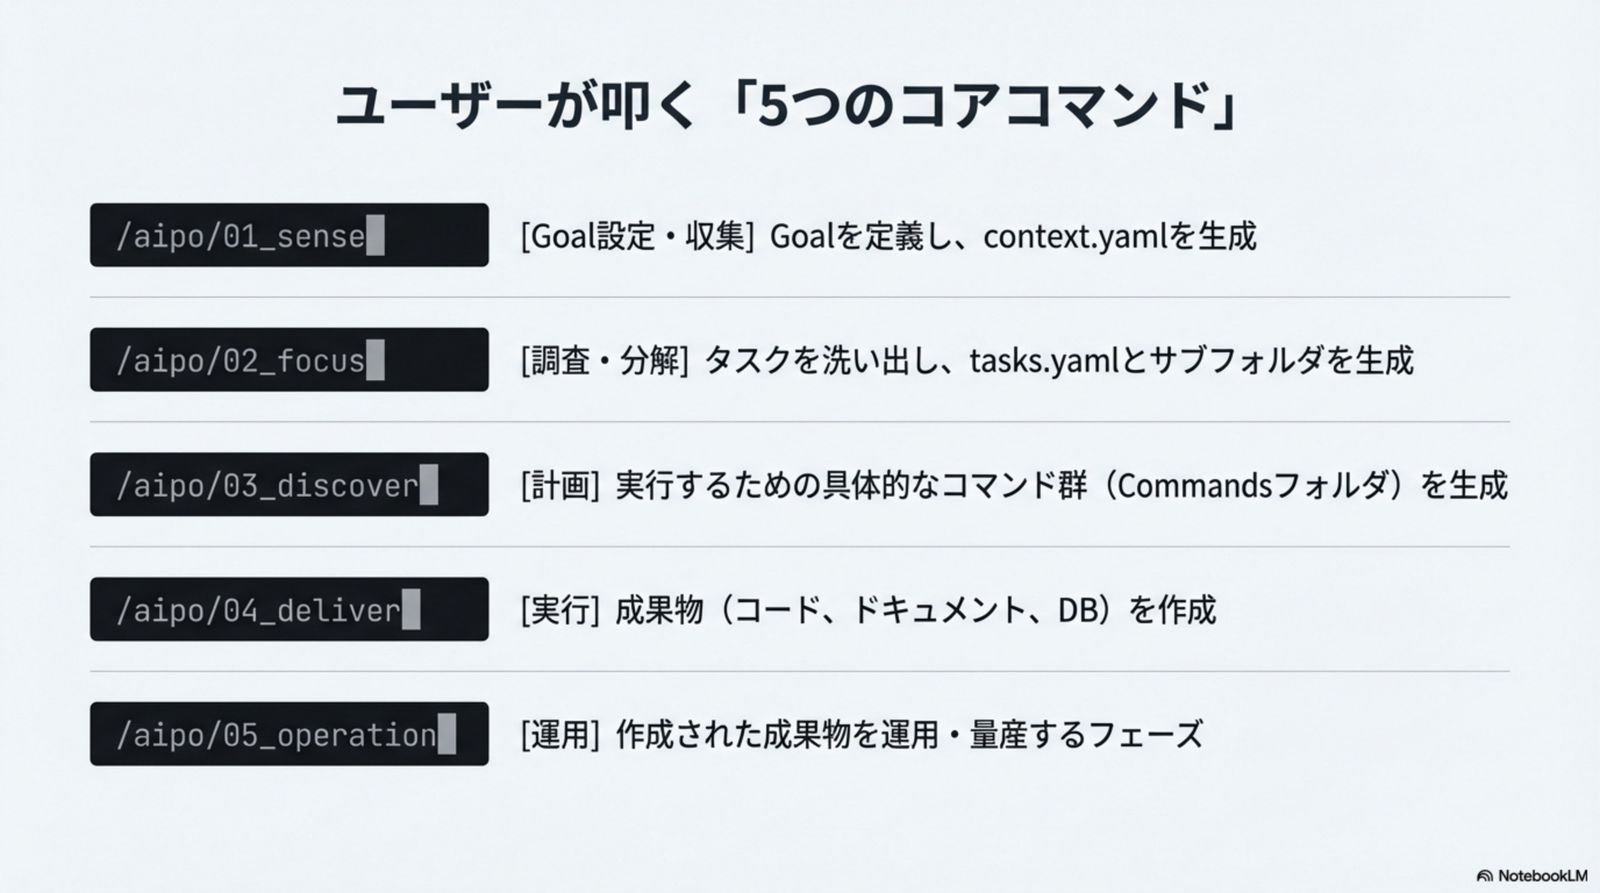 ユーザーが叩く「5つのコアコマンド」
/aipo/01_sense
[Goal設定・収集] Goalを定義し、context.yamlを生成
/aipo/02_focus
[調査・分解] タスクを洗い出し、tasks.yamlとサブフォルダを生成
/aipo/03_discover
[計画] 実行するための具体的なコマンド群（Commandsフォルダ）を生成
/aipo/04_deliver
[実行] 成果物（コード、ドキュメント、DB）を作成
/aipo/05_operation
[運用] 作成された成果物を運用・量産するフェーズ
NotebookLM